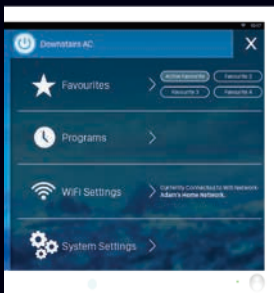 Downstairs AC
X
Favourites
Active Favourite
Favourite 2
Favourite 3
Favourite 4
Programs
WiFi Settings
Currently Connected to WiFi Network
Adam's Home Network.
System Settings